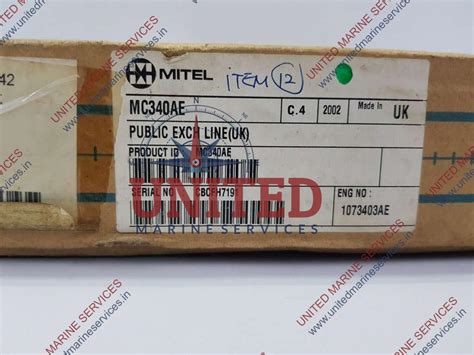 42
MITEL
ITEM 12
MC340AE
C.4
2002
Made In
UK
PUBLIC EXCH LINE(UK)
PRODUCT ID MC340AE
SERIAL NO
ENG NO :
1073403AE
UNITED
MARINE SERVICES
UNITED MARINE SERVICES
www.unitedmarineservices.in